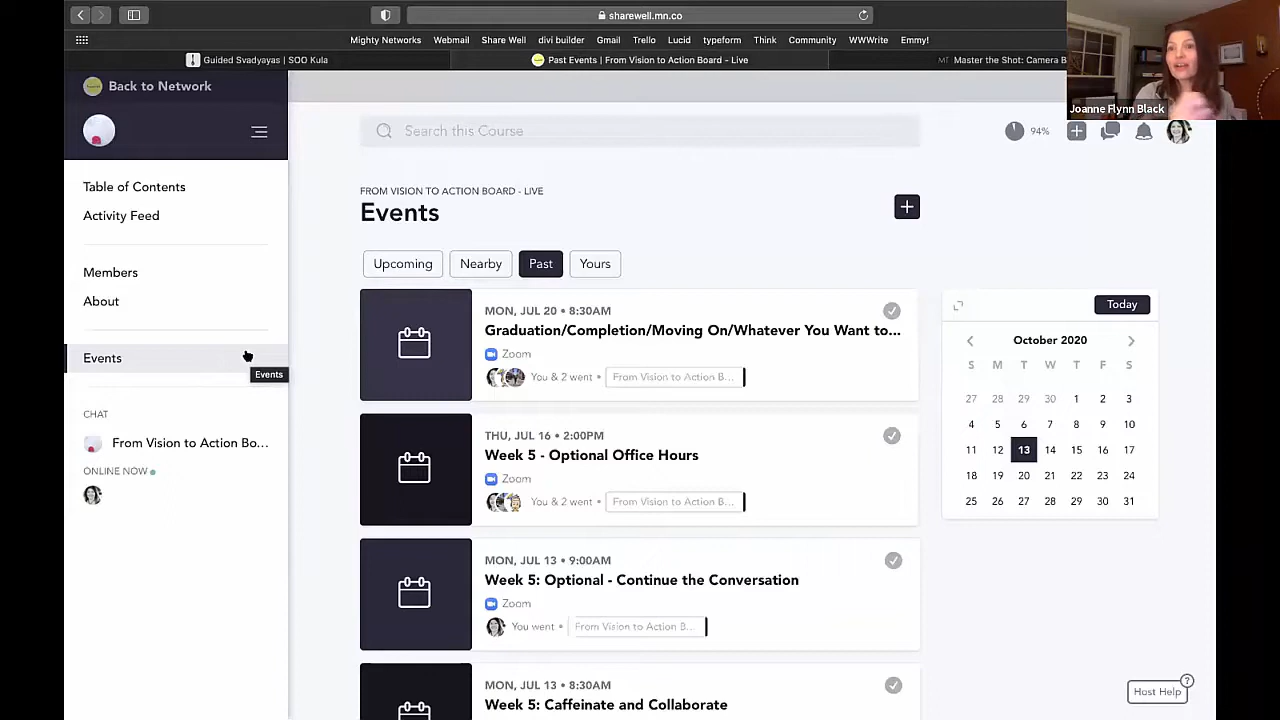 sharewell.mn.co
Mighty Networks Webmail Share Well divi builder Gmail Trello Lucid typeform Think Community WWWrite Emmy!
Guided Svadyayas | SOO Kula
Past Events | From Vision to Action Board - Live
Master the Shot: Camera B
Joanne Flynn Black
Back to Network
Search this Course
94%
Table of Contents
Activity Feed
Members
About
Events
Events
CHAT
From Vision to Action Bo...
ONLINE NOW
FROM VISION TO ACTION BOARD - LIVE
Events
Upcoming Nearby Past Yours
MON, JUL 20 • 8:30AM
Graduation/Completion/Moving On/Whatever You Want to...
Zoom
You & 2 went • From Vision to Action B...
THU, JUL 16 • 2:00PM
Week 5 - Optional Office Hours
Zoom
You & 2 went • From Vision to Action B...
MON, JUL 13 • 9:00AM
Week 5: Optional - Continue the Conversation
Zoom
You went • From Vision to Action B...
MON, JUL 13 • 8:30AM
Week 5: Caffeinate and Collaborate
Today
October 2020
S M T W T F S
27 28 29 30 1 2 3
4 5 6 7 8 9 10
11 12 13 14 15 16 17
18 19 20 21 22 23 24
25 26 27 28 29 30 31
Host Help ?